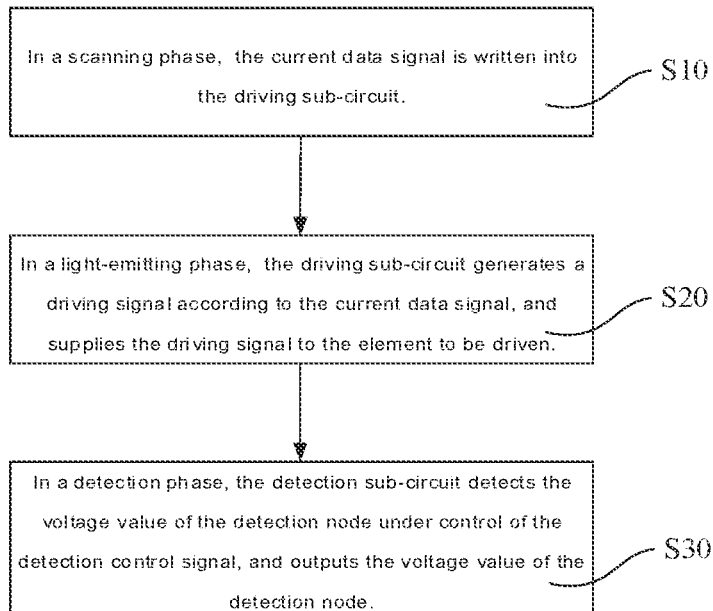 In a scanning phase, the current data signal is written into
the driving sub-circuit.
S10
In a light-emitting phase, the driving sub-circuit generates a
driving signal according to the current data signal, and
supplies the driving signal to the element to be driven.
S20
In a detection phase, the detection sub-circuit detects the
voltage value of the detection node under control of the
detection control signal, and outputs the voltage value of the
detection node.
S30